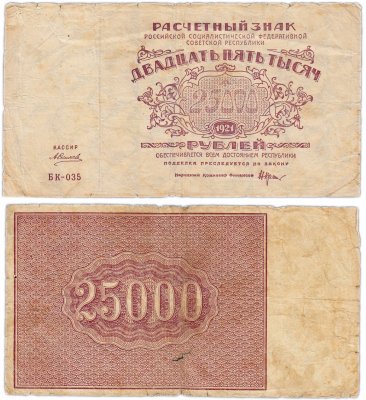 РАСЧЕТНЫЙ ЗНАК
РОССИЙСКОЙ СОЦИАЛИСТИЧЕСКОЙ ФЕДЕРАТИВНОЙ
СОВЕТСКОЙ РЕСПУБЛИКИ
ДВАДЦАТЬ ПЯТЬ ТЫСЯЧ
25000
1921
РУБЛЕЙ
ОБЕСПЕЧИВАЕТСЯ ВСЕМ ДОСТОЯНИЕМ РЕСПУБЛИКИ
ПОДДЕЛКА ПРЕСЛЕДУЕТСЯ ПО ЗАКОНУ
КАССИР
Народный комиссар финансов
БК-035
25000